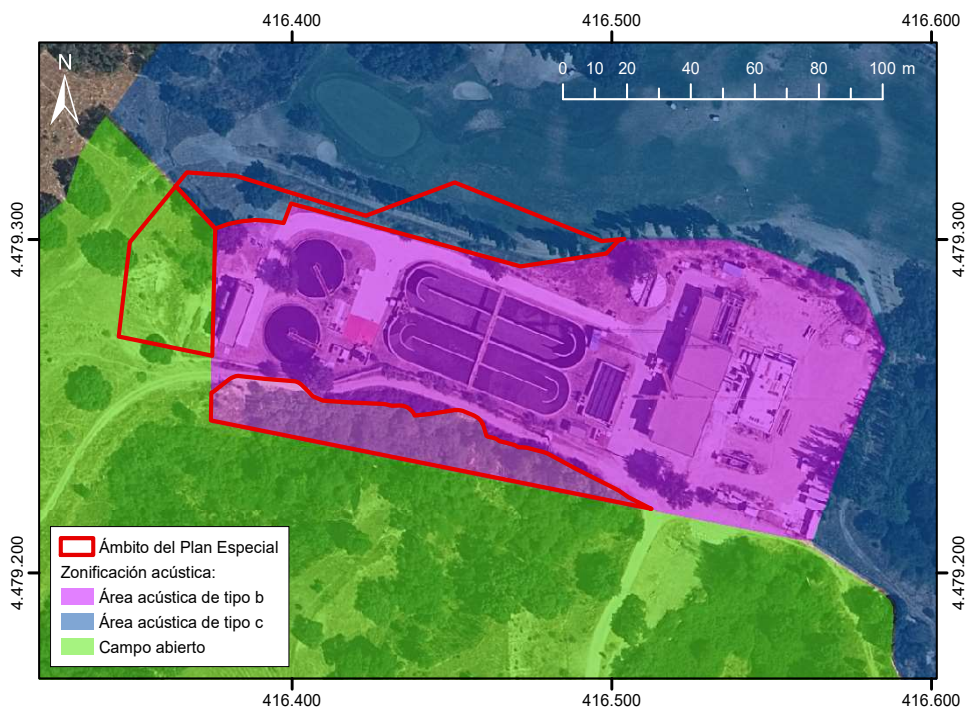 416.400
416.500
416.600
N
0 10 20 40 60 80 100 m
4.479.300
4.479.300
4.479.200
4.479.200
Ámbito del Plan Especial
Zonificación acústica:
Área acústica de tipo b
Área acústica de tipo c
Campo abierto
416.400
416.500
416.600